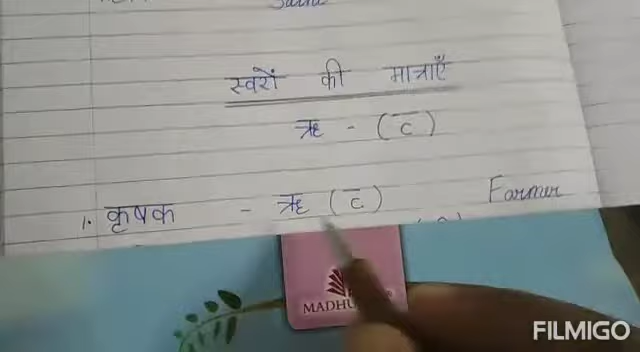 स्वरों की मात्राएँ
ऋ - ( ृ )
1. कृषक - ऋ ( ृ ) Farmer
MADHU
FILMIGO